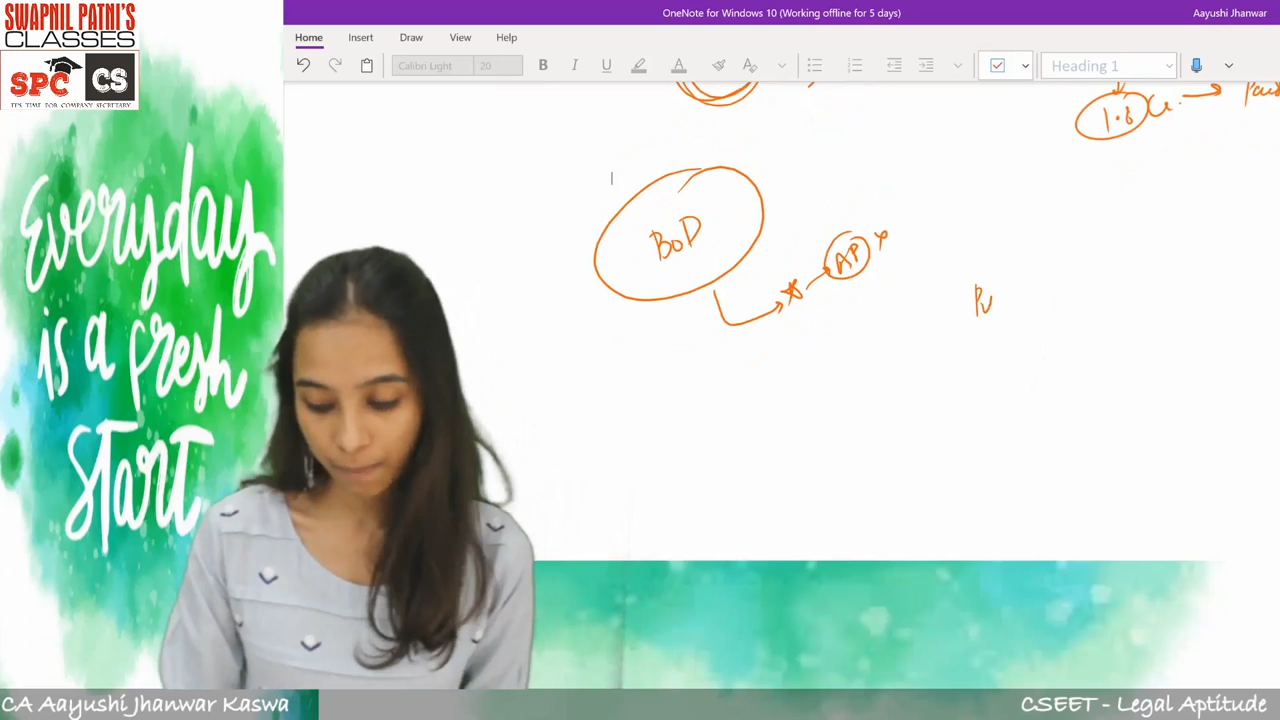 SWAPNIL PATNI'S
CLASSES
SPC CS
IT'S TIME FOR COMPANY SECRETARY
OneNote for Windows 10 (Working offline for 5 days)
Aayushi Jhanwar
Home Insert Draw View Help
Calibri Light 20 B I U A A Heading 1
1.8 Cr.
BOD
AP
Everyday
is a
fresh
start
CA Aayushi Jhanwar Kaswa
CSEET - Legal Aptitude